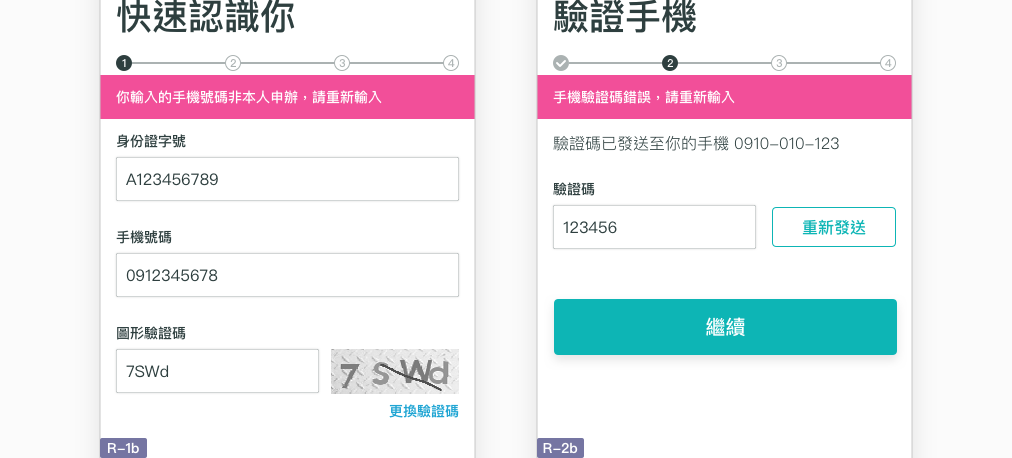 快速認識你
1
2
3
4
你輸入的手機號碼非本人申辦，請重新輸入
身份證字號
A123456789
手機號碼
0912345678
圖形驗證碼
7SWd
7SWd
更換驗證碼
R-1b
驗證手機
2
3
4
手機驗證碼錯誤，請重新輸入
驗證碼已發送至你的手機 0910-010-123
驗證碼
123456
重新發送
繼續
R-2b